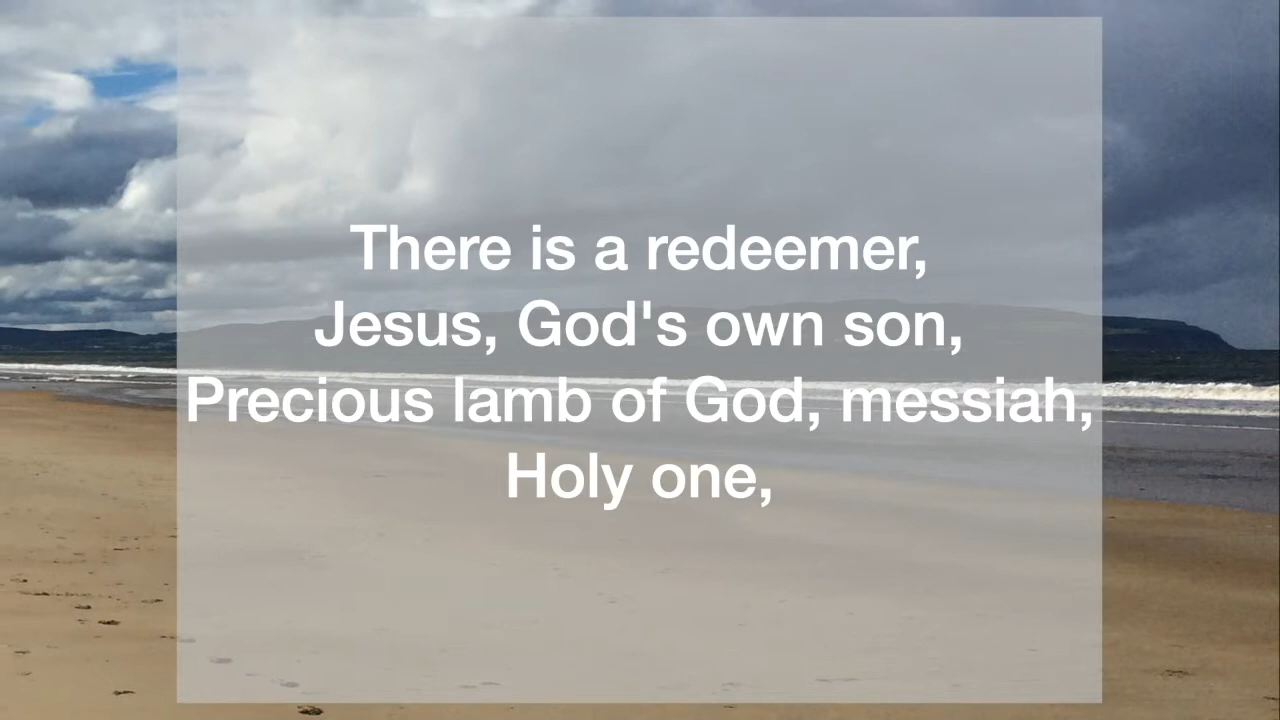 There is a redeemer,
Jesus, God's own son,
Precious lamb of God, messiah,
Holy one,